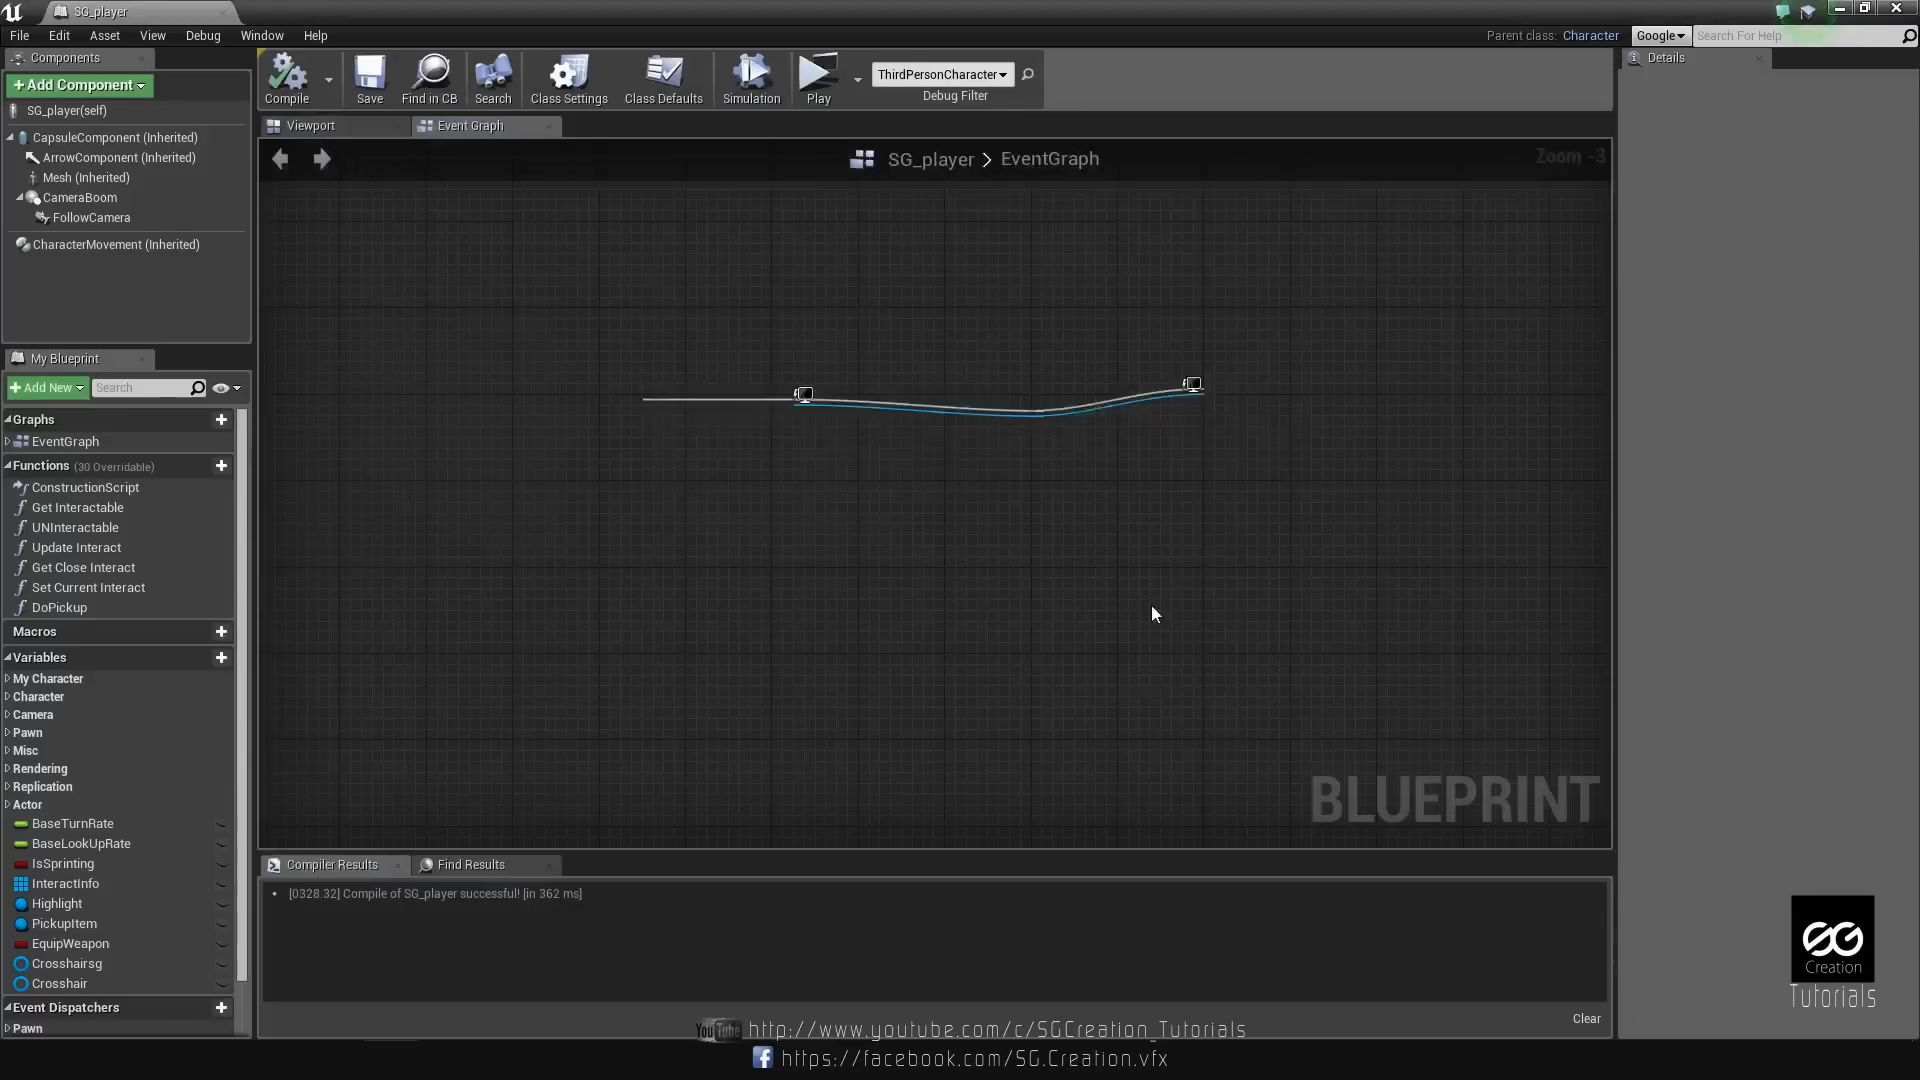 SG_player
File Edit Asset View Debug Window Help
Parent class: Character Google Search For Help
Components
Details
+Add Component
SG_player(self)
CapsuleComponent (Inherited)
ArrowComponent (Inherited)
Mesh (Inherited)
CameraBoom
FollowCamera
CharacterMovement (Inherited)
Compile Save Find in CB Search Class Settings Class Defaults Simulation Play
ThirdPersonCharacter
Debug Filter
Viewport Event Graph
SG_player > EventGraph
Zoom -3
BLUEPRINT
My Blueprint
+Add New Search
Graphs
EventGraph
Functions (30 Overridable)
ConstructionScript
Get Interactable
UNInteractable
Update Interact
Get Close Interact
Set Current Interact
DoPickup
Macros
Variables
My Character
Character
Camera
Pawn
Misc
Rendering
Replication
Actor
BaseTurnRate
BaseLookUpRate
IsSprinting
InteractInfo
Highlight
PickupItem
EquipWeapon
Crosshairsg
Crosshair
Event Dispatchers
Pawn
Compiler Results Find Results
[0328.32] Compile of SG_player successful! [in 362 ms]
Clear
SG
Creation
Tutorials
YouTube http://www.youtube.com/c/SGCreation_Tutorials
f https://facebook.com/SG.Creation.vfx